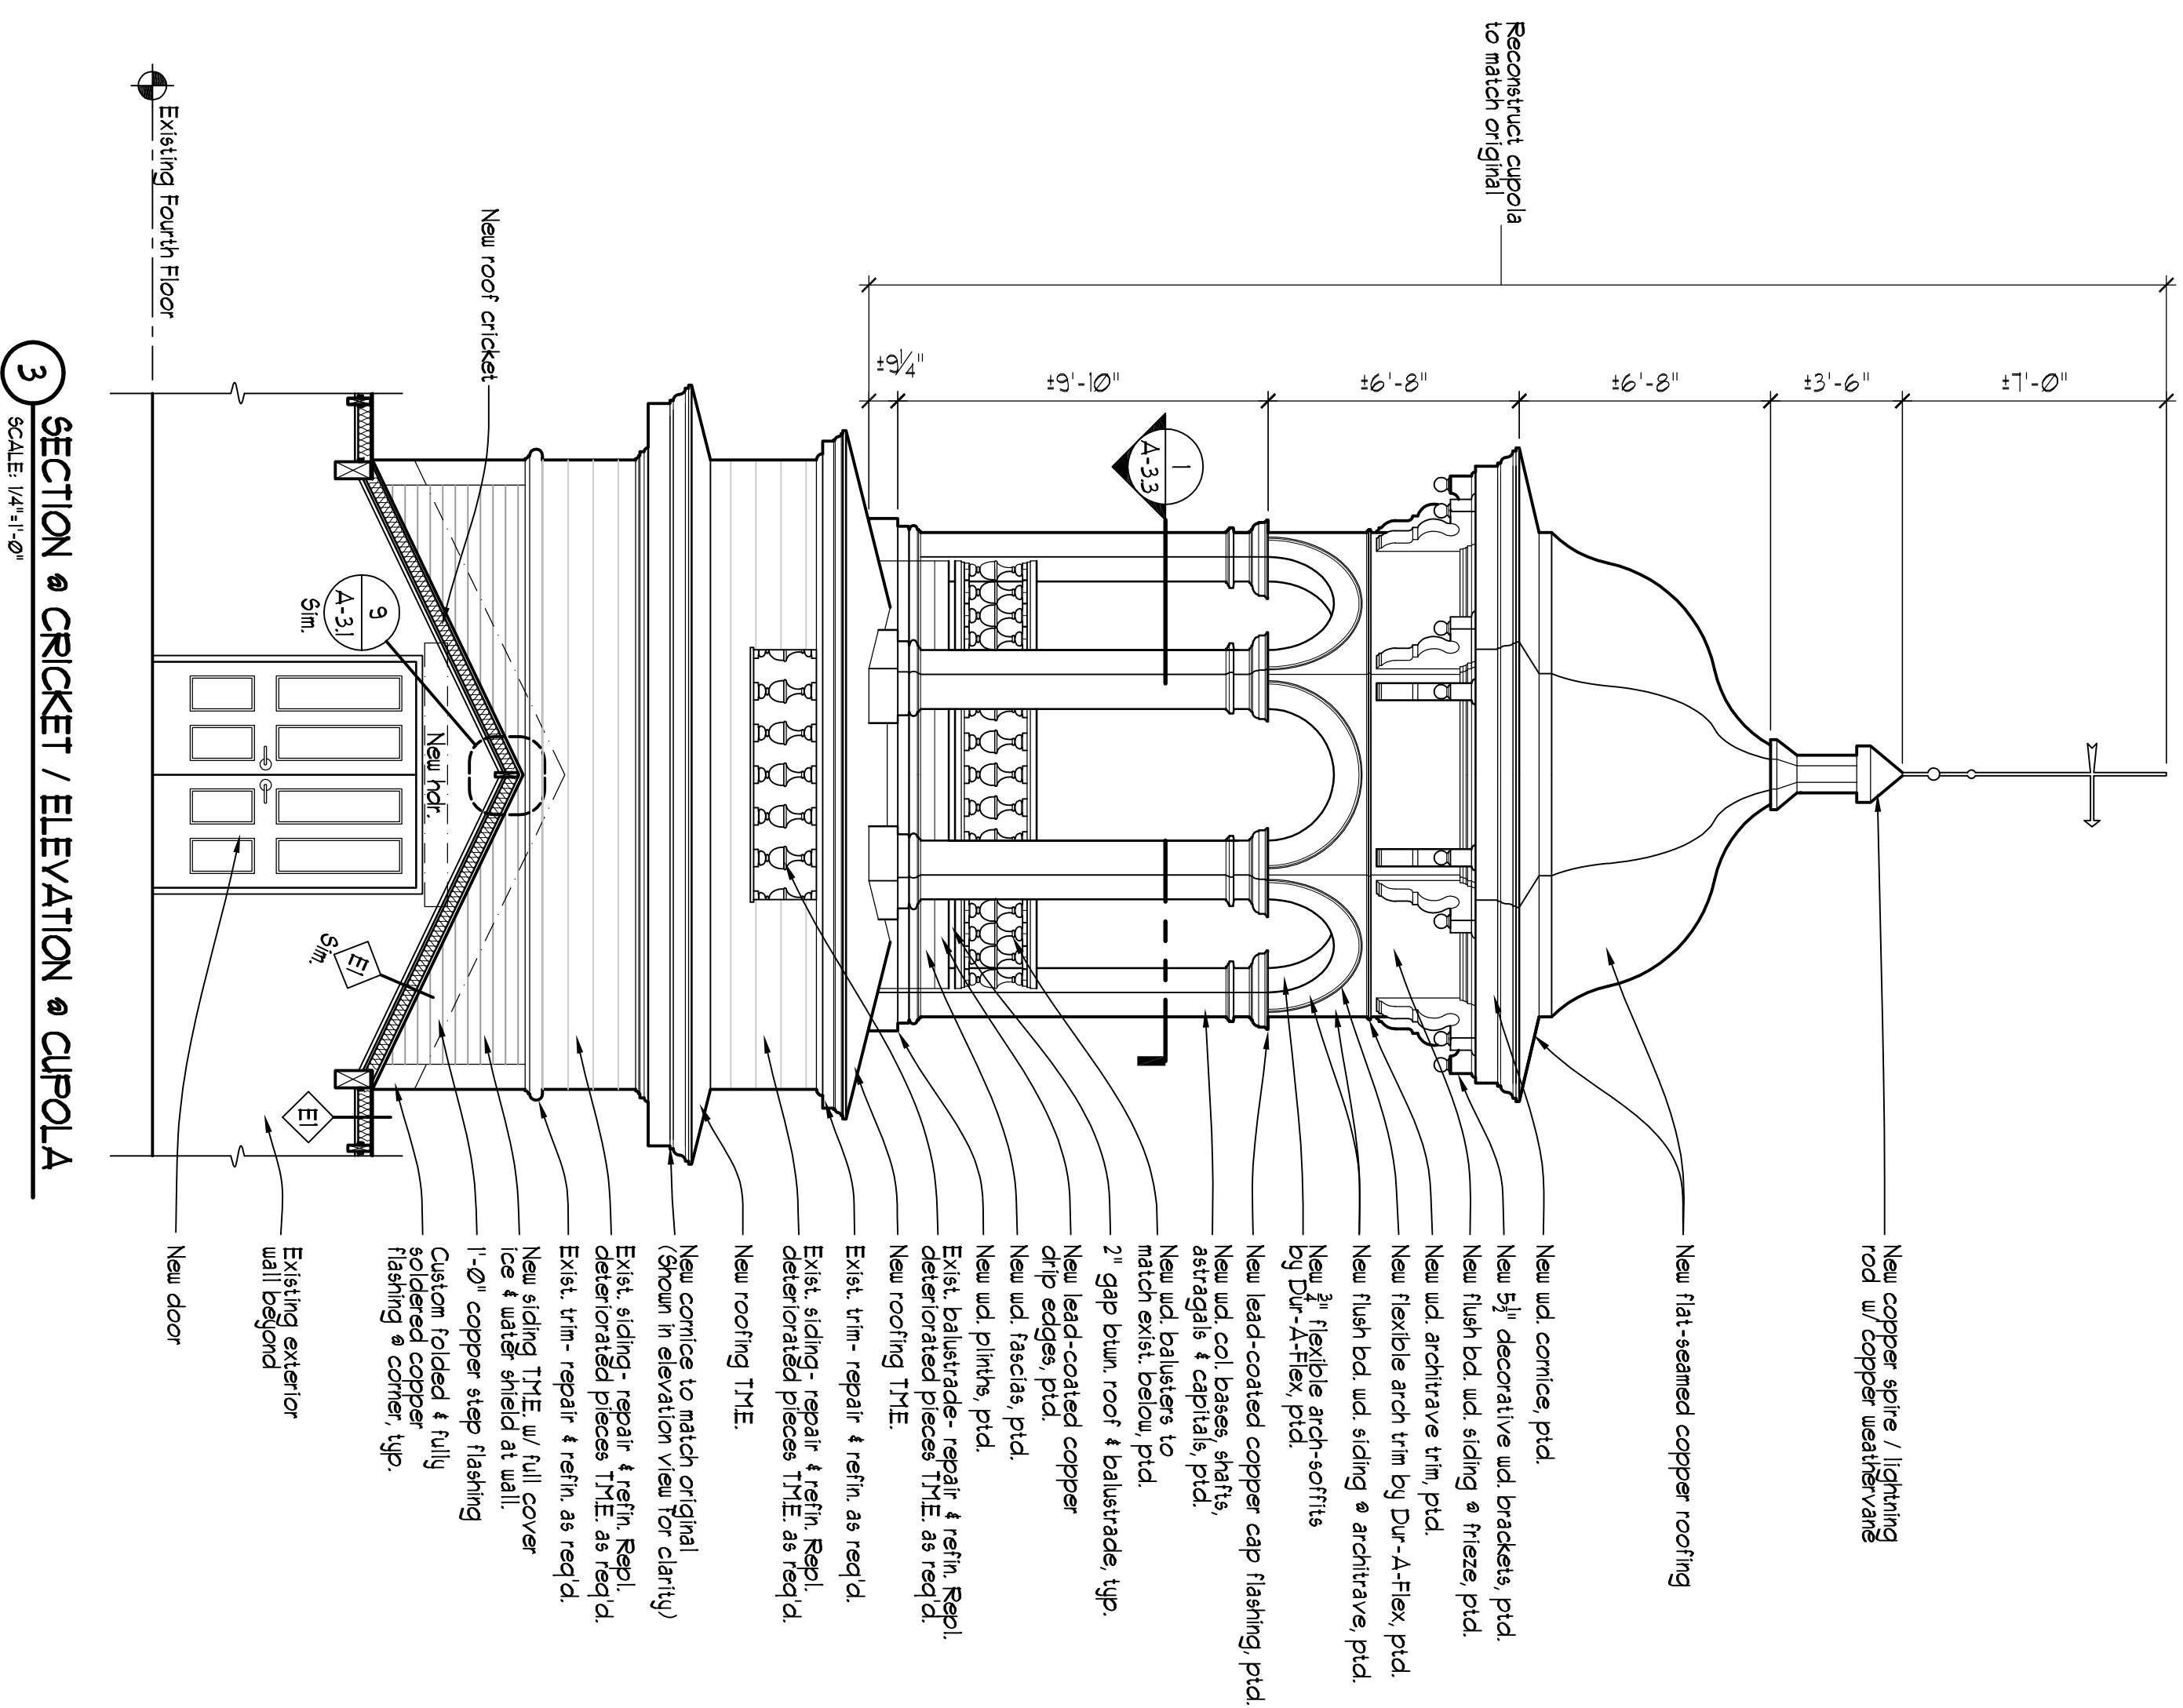 New copper spire / lightning
rod w/ copper weathervane
New flat-seamed copper roofing
New wd. cornice, ptd.
New 5½" decorative wd. brackets, ptd.
New flush bd. wd. siding @ frieze, ptd.
New wd. architrave trim, ptd.
New flexible arch trim by Dur-A-Flex, ptd.
New flush bd. wd. siding @ architrave, ptd.
New ¾" flexible arch-soffits
by Dur-A-Flex, ptd.
New lead-coated copper cap flashing, ptd.
New wd. col. bases, shafts,
astragals & capitals, ptd.
New wd. balusters to
match exist. below, ptd.
2" gap btwn. roof & balustrade, typ.
New lead-coated copper
drip edges, ptd.
New wd. fascias, ptd.
New wd. plinths, ptd.
Exist. balustrade- repair & refin. Repl.
deteriorated pieces T.M.E. as req'd.
New roofing T.M.E.
Exist. trim- repair & refin. as req'd.
Exist. siding- repair & refin. Repl.
deteriorated pieces T.M.E. as req'd.
New roofing T.M.E.
New cornice to match original
(Shown in elevation view for clarity)
Exist. siding- repair & refin. Repl.
deteriorated pieces T.M.E. as req'd.
Exist. trim- repair & refin. as req'd.
New siding T.M.E. w/ full cover
ice & water shield at wall.
1'-0" copper step flashing
Custom folded & fully
soldered copper
flashing @ corner, typ.
Existing exterior
wall beyond
New door
Reconstruct cupola
to match original
±7'-0"
±3'-6"
±6'-8"
±6'-8"
±9'-10"
±9¼"
1
A-3.3
New roof cricket
9
A-3.1
Sim.
New hdr.
E1
Sim.
E1
Existing Fourth Floor
3
SECTION @ CRICKET / ELEVATION @ CUPOLA
SCALE: 1/4"=1'-0"